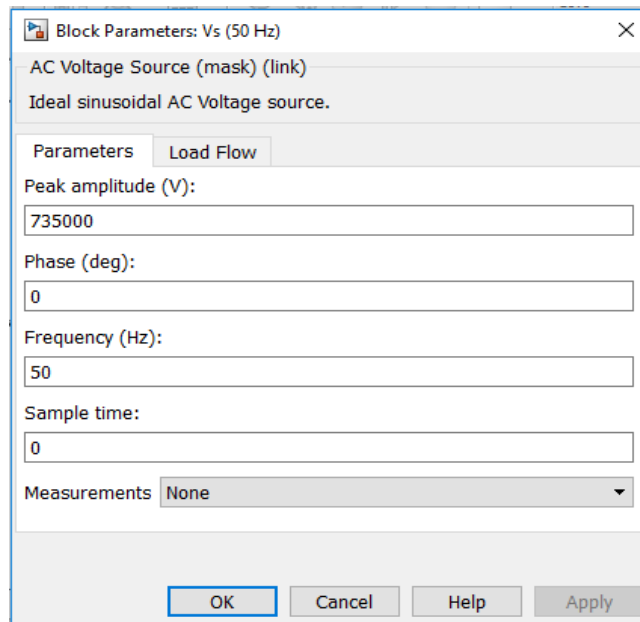 Block Parameters: Vs (50 Hz)
AC Voltage Source (mask) (link)
Ideal sinusoidal AC Voltage source.
Parameters Load Flow
Peak amplitude (V):
735000
Phase (deg):
0
Frequency (Hz):
50
Sample time:
0
Measurements None
OK Cancel Help Apply